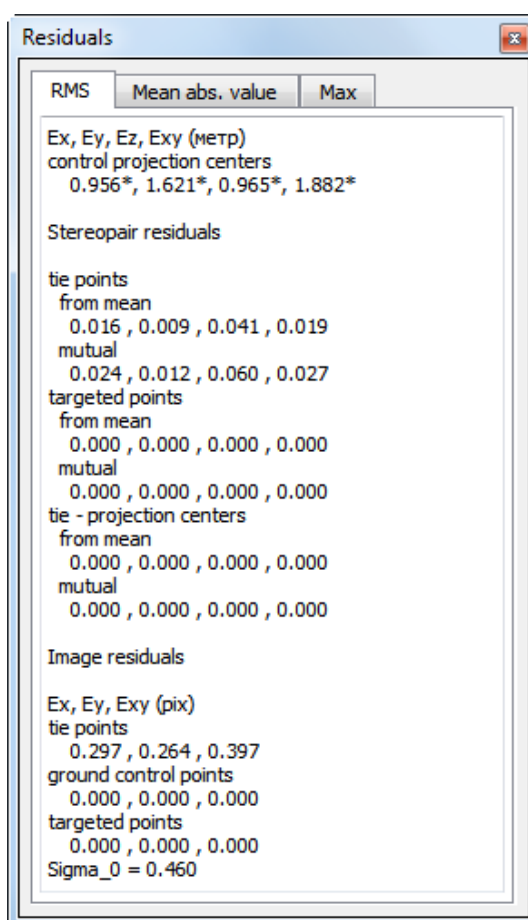 Residuals
RMS Mean abs. value Max
Ex, Ey, Ez, Exy (метр)
control projection centers
0.956*, 1.621*, 0.965*, 1.882*
Stereopair residuals
tie points
from mean
0.016 , 0.009 , 0.041 , 0.019
mutual
0.024 , 0.012 , 0.060 , 0.027
targeted points
from mean
0.000 , 0.000 , 0.000 , 0.000
mutual
0.000 , 0.000 , 0.000 , 0.000
tie - projection centers
from mean
0.000 , 0.000 , 0.000 , 0.000
mutual
0.000 , 0.000 , 0.000 , 0.000
Image residuals
Ex, Ey, Exy (pix)
tie points
0.297 , 0.264 , 0.397
ground control points
0.000 , 0.000 , 0.000
targeted points
0.000 , 0.000 , 0.000
Sigma_0 = 0.460